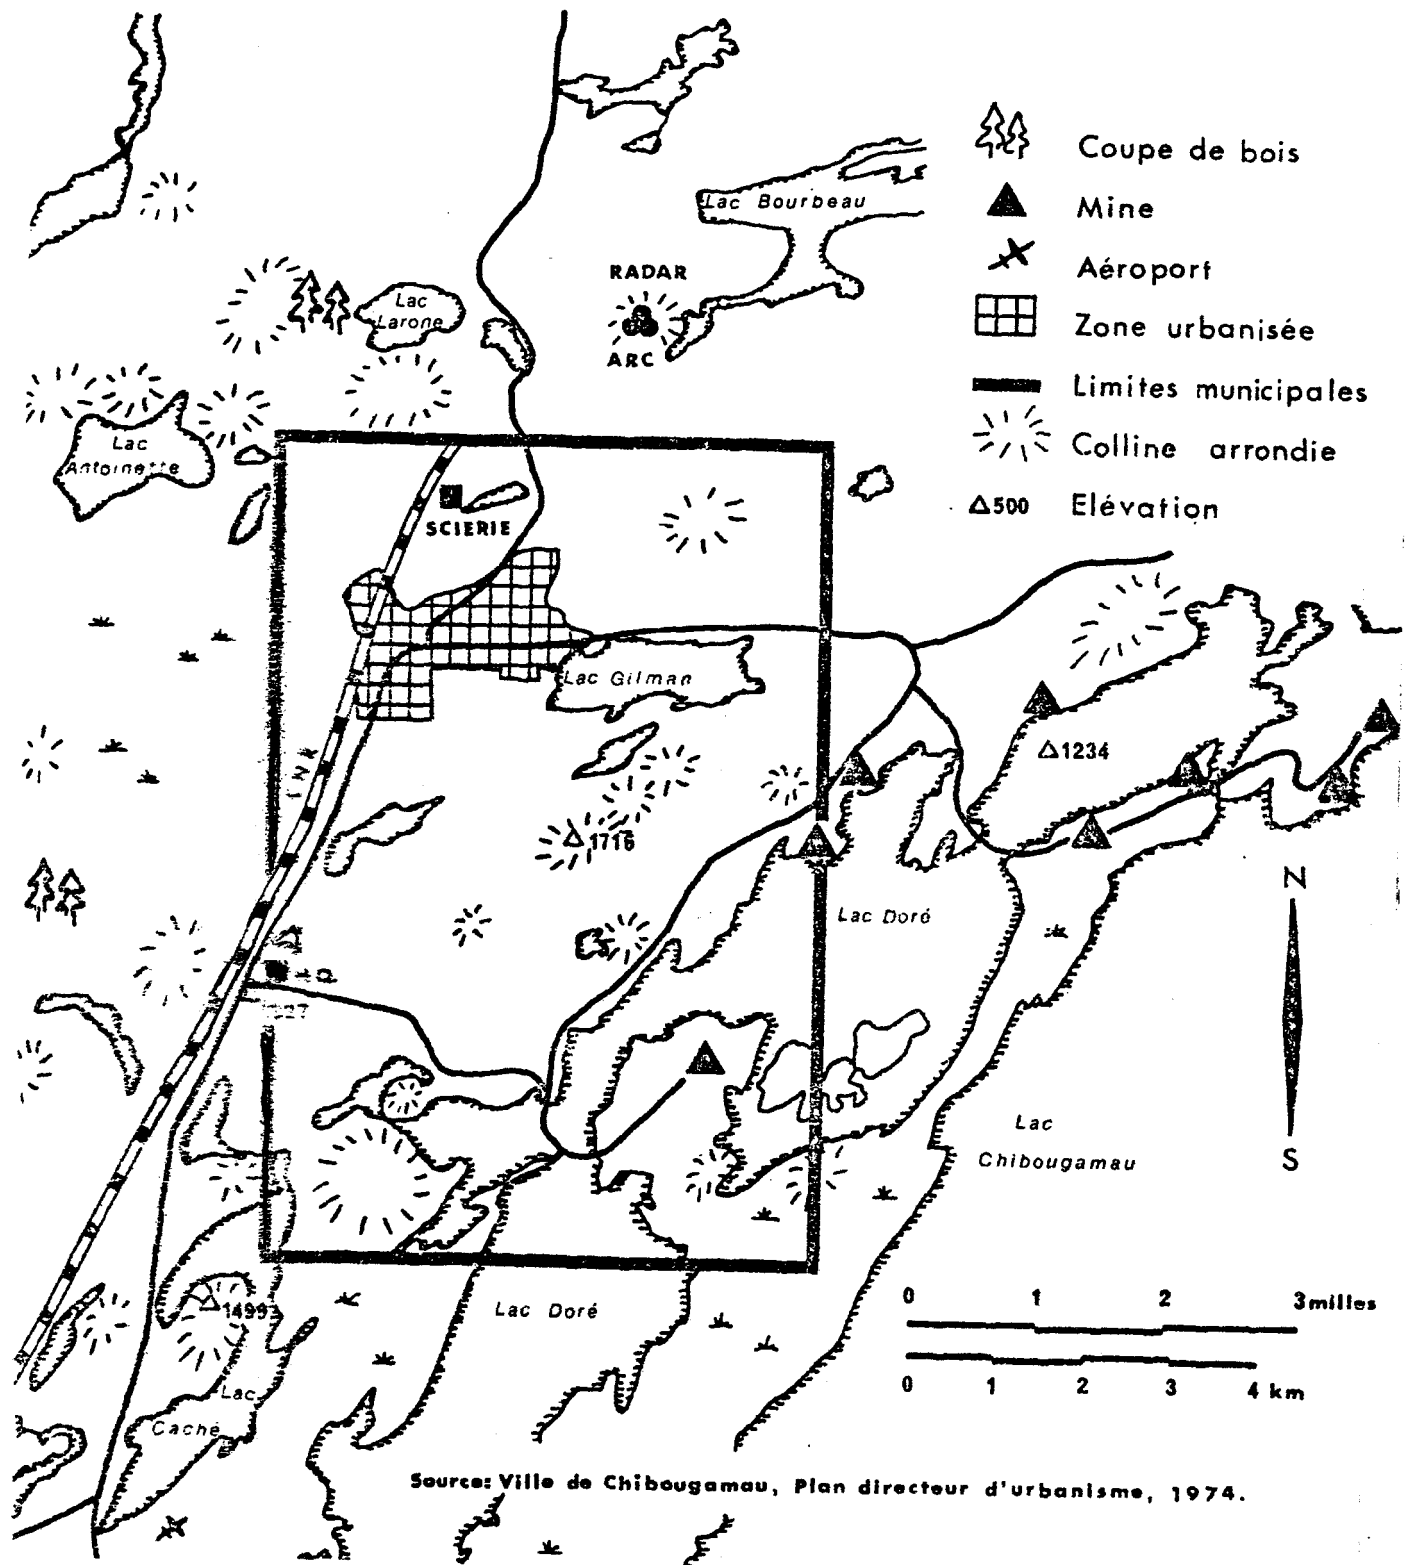 Coupe de bois
Mine
Aéroport
Zone urbanisée
Limites municipales
Colline arrondie
△500 Elévation
Lac Bourbeau
RADAR
ARC
Lac
Larone
Lac
Antoinette
SCIERIE
Lac Gilman
△1234
△1716
Lac Doré
N
S
Lac
Chibougamau
△1499
Lac Doré
Lac
Caché
0 1 2 3milles
0 1 2 3 4 km
Source: Ville de Chibougamau, Plan directeur d'urbanisme, 1974.